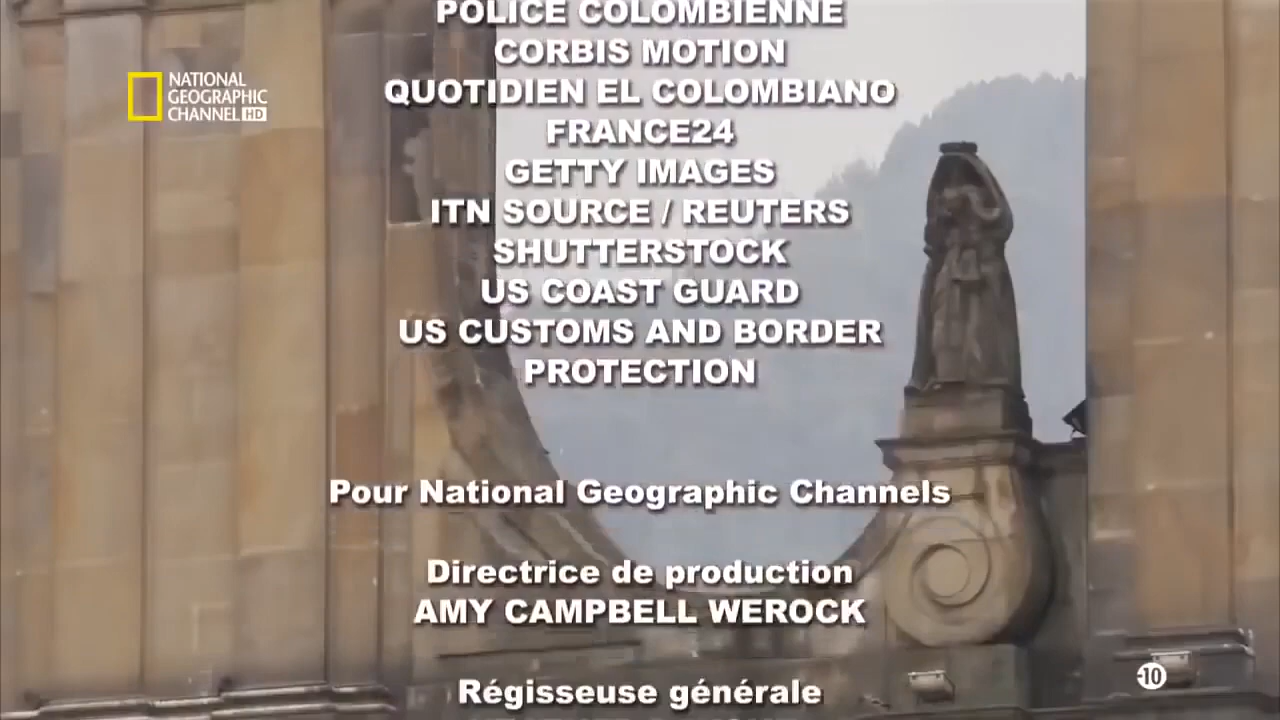 POLICE COLOMBIENNE
CORBIS MOTION
NATIONAL
GEOGRAPHIC
CHANNEL HD
QUOTIDIEN EL COLOMBIANO
FRANCE24
GETTY IMAGES
ITN SOURCE / REUTERS
SHUTTERSTOCK
US COAST GUARD
US CUSTOMS AND BORDER
PROTECTION
Pour National Geographic Channels
Directrice de production
AMY CAMPBELL WEROCK
-10
Régisseuse générale